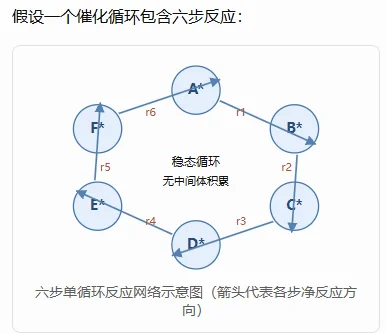 假设一个催化循环包含六步反应：
A*
r6
r1
F*
B*
稳态循环
无中间体积累
r5
r2
E*
C*
r4
r3
D*
六步单循环反应网络示意图（箭头代表各步净反应方
向）